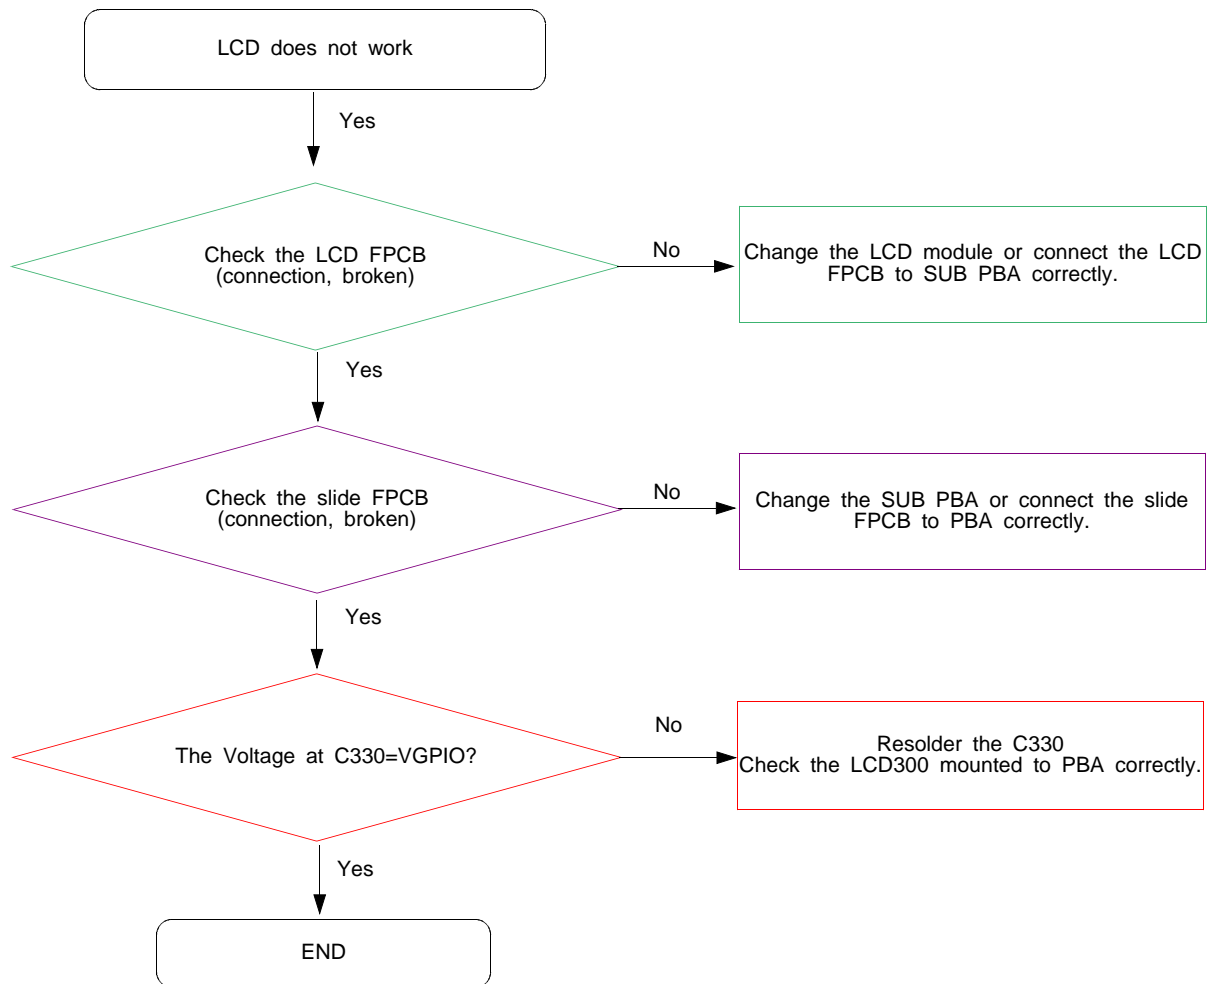 LCD does not work
Yes
Check the LCD FPCB
(connection, broken)
No
Change the LCD module or connect the LCD
FPCB to SUB PBA correctly.
Yes
Check the slide FPCB
(connection, broken)
No
Change the SUB PBA or connect the slide
FPCB to PBA correctly.
Yes
The Voltage at C330=VGPIO?
No
Resolder the C330
Check the LCD300 mounted to PBA correctly.
Yes
END